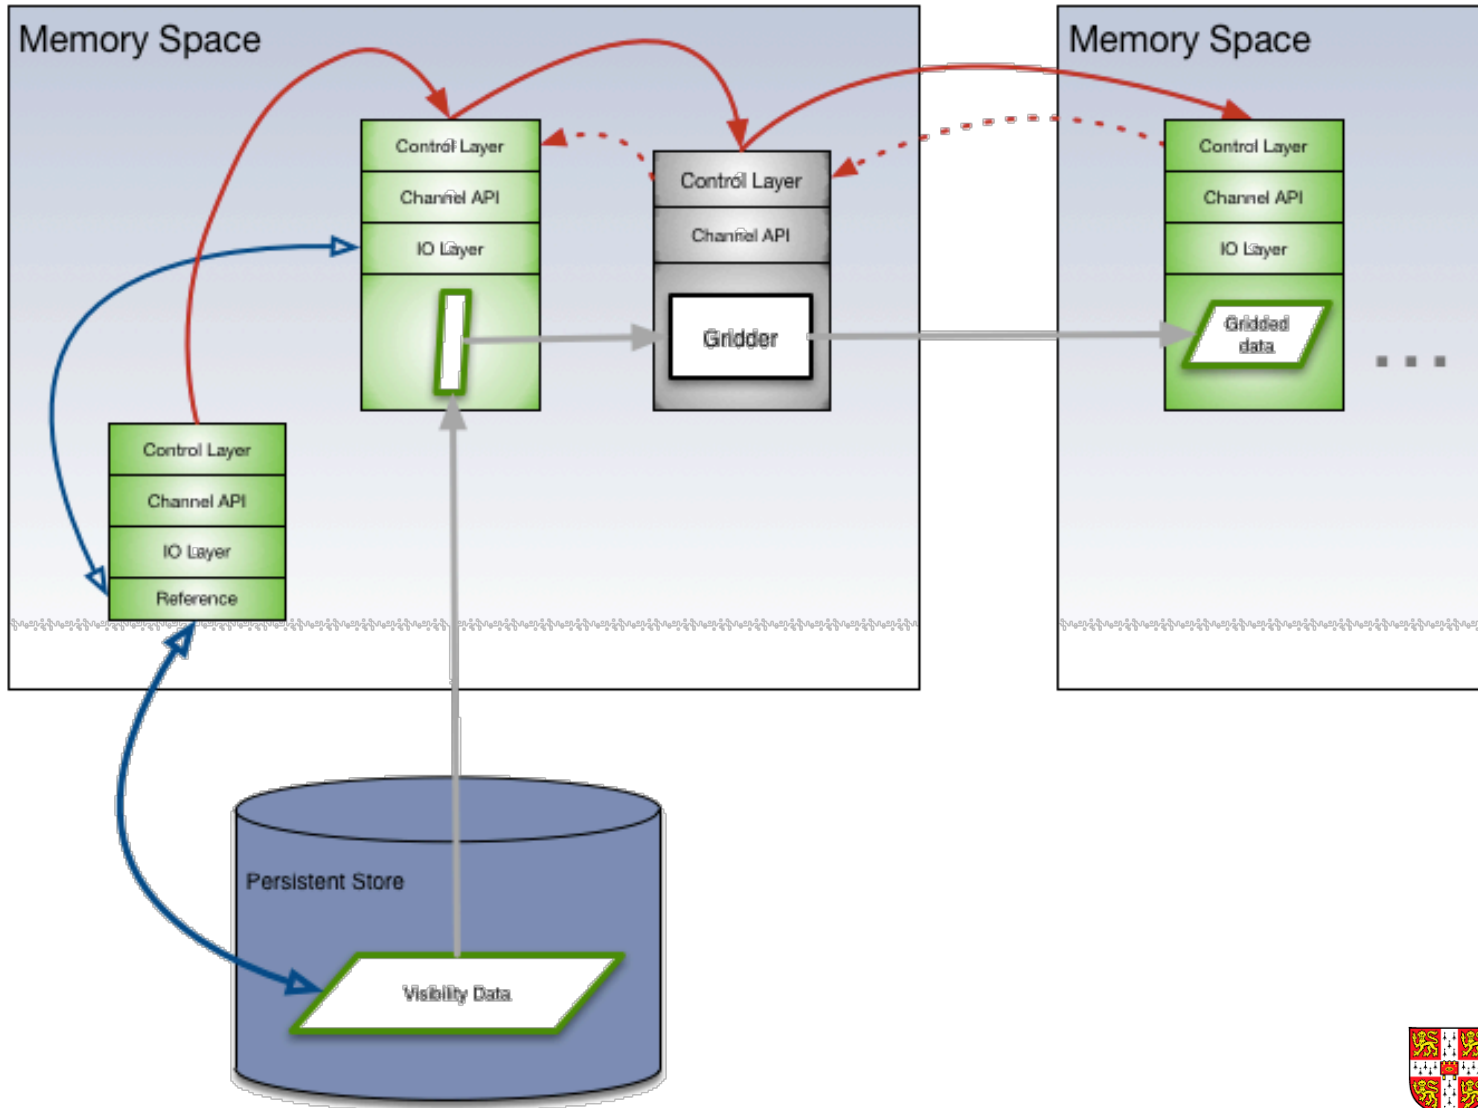 Memory Space
Memory Space
Control Layer
Channel API
IO Layer
Control Layer
Channel API
Gridder
Control Layer
Channel API
IO Layer
Gridded
data
Control Layer
Channel API
IO Layer
Reference
Persistent Store
Visibility Data